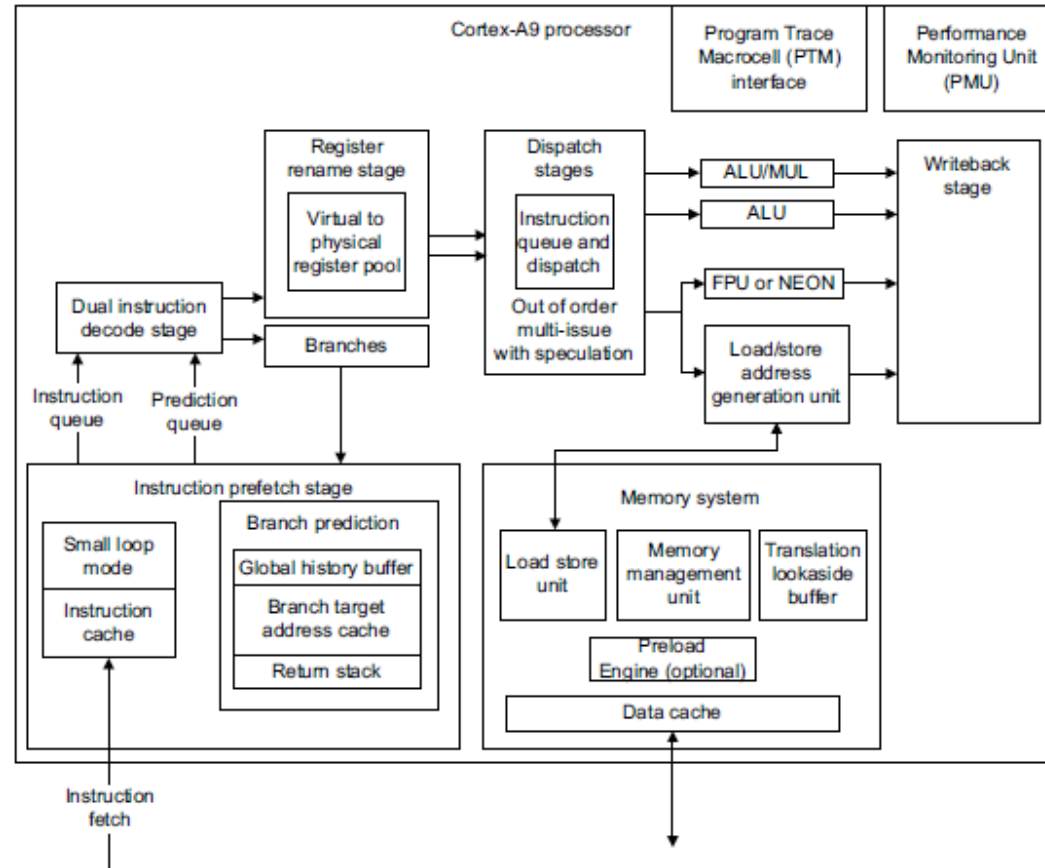 Cortex-A9 processor
Program Trace
Macrocell (PTM)
interface
Performance
Monitoring Unit
(PMU)
Register
rename stage
Virtual to
physical
register pool
Dispatch
stages
Instruction
queue and
dispatch
Out of order
multi-issue
with speculation
ALU/MUL
ALU
FPU or NEON
Load/store
address
generation unit
Writeback
stage
Dual instruction
decode stage
Branches
Instruction
queue
Prediction
queue
Instruction prefetch stage
Small loop
mode
Instruction
cache
Branch prediction
Global history buffer
Branch target
address cache
Return stack
Memory system
Load store
unit
Memory
management
unit
Translation
lookaside
buffer
Preload
Engine (optional)
Data cache
Instruction
fetch